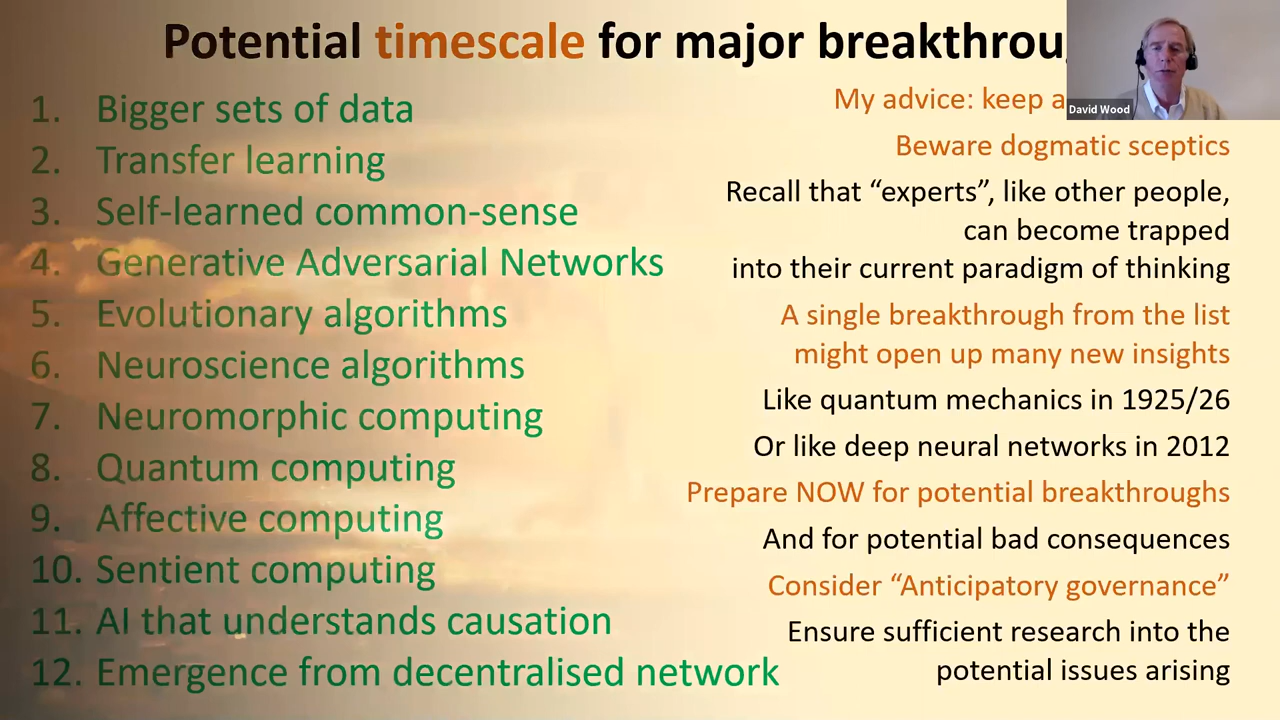 Potential timescale for major breakthrou
David Wood
1. Bigger sets of data
2. Transfer learning
3. Self-learned common-sense
4. Generative Adversarial Networks
5. Evolutionary algorithms
6. Neuroscience algorithms
7. Neuromorphic computing
8. Quantum computing
9. Affective computing
10. Sentient computing
11. AI that understands causation
12. Emergence from decentralised network
My advice: keep a
Beware dogmatic sceptics
Recall that “experts”, like other people,
can become trapped
into their current paradigm of thinking
A single breakthrough from the list
might open up many new insights
Like quantum mechanics in 1925/26
Or like deep neural networks in 2012
Prepare NOW for potential breakthroughs
And for potential bad consequences
Consider “Anticipatory governance”
Ensure sufficient research into the
potential issues arising